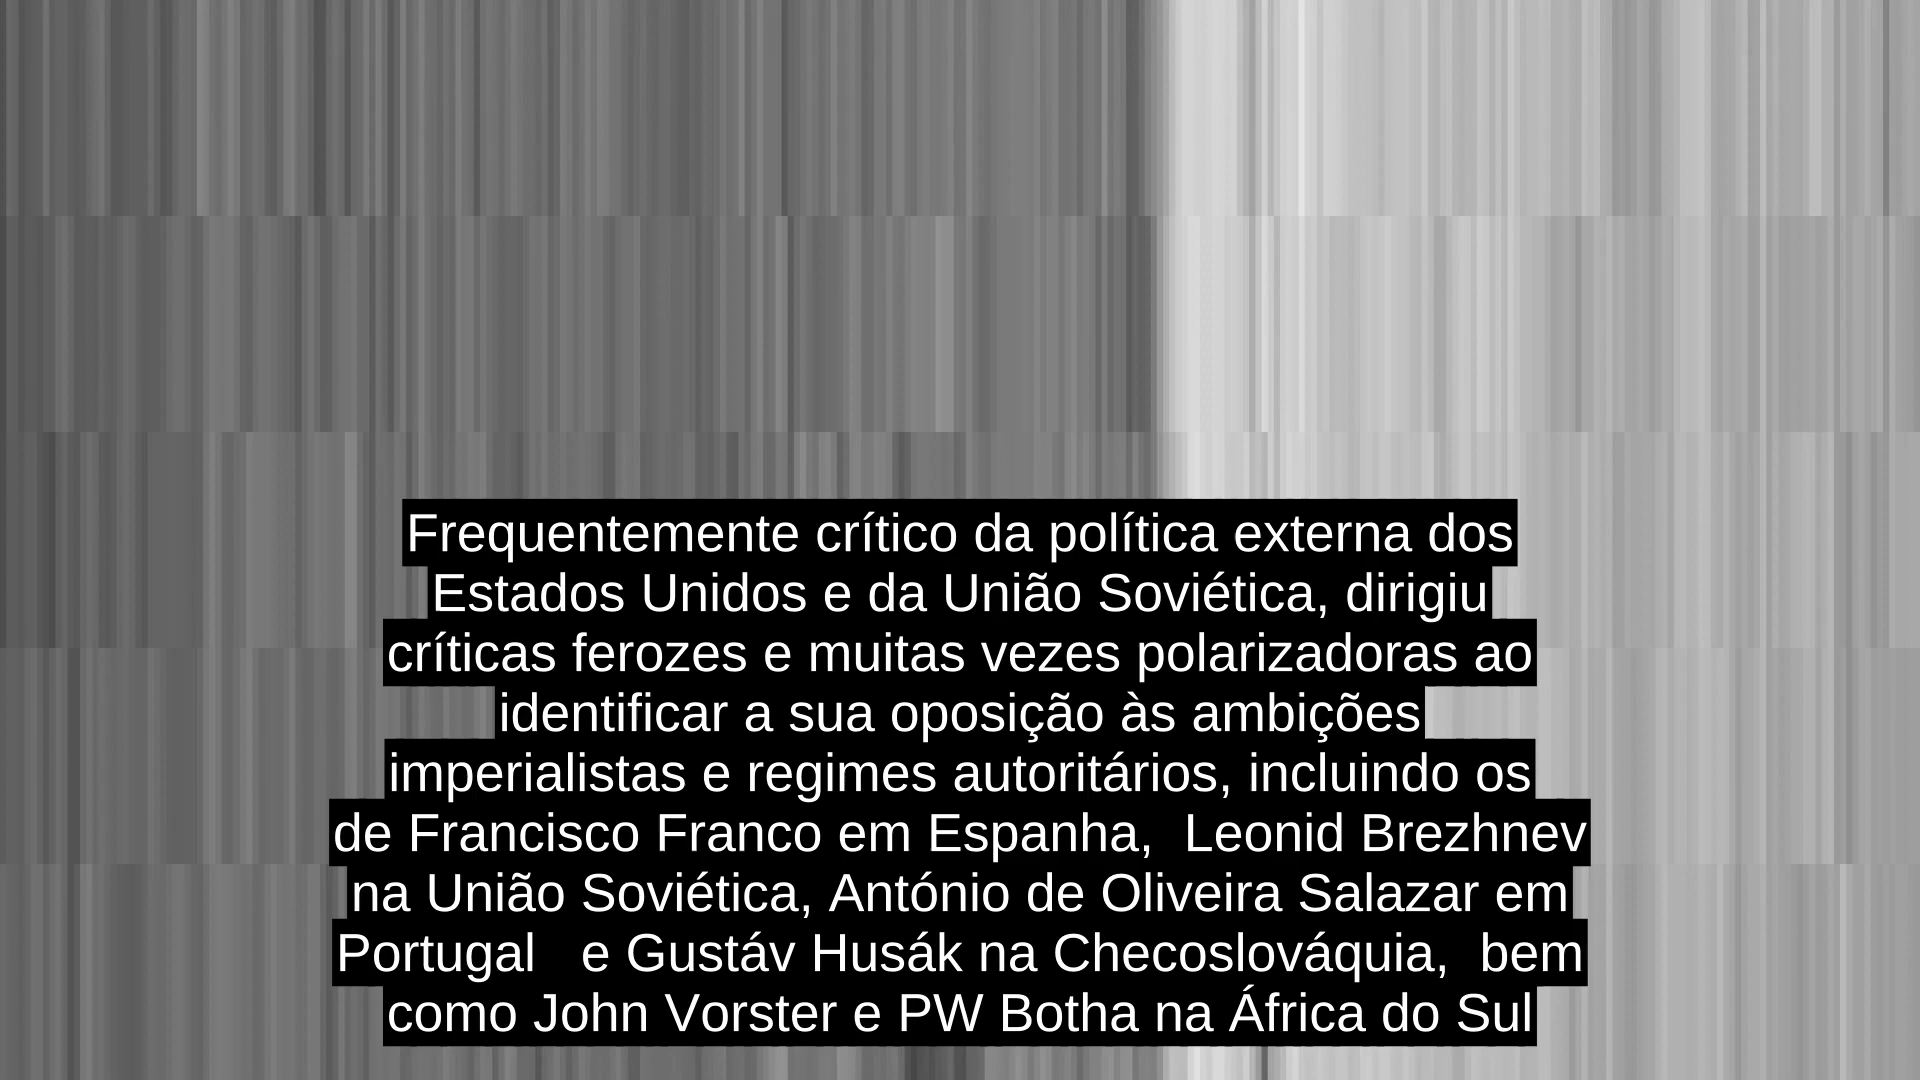 Frequentemente crítico da política externa dos
Estados Unidos e da União Soviética, dirigiu
críticas ferozes e muitas vezes polarizadoras ao
identificar a sua oposição às ambições
imperialistas e regimes autoritários, incluindo os
de Francisco Franco em Espanha,  Leonid Brezhnev
na União Soviética, António de Oliveira Salazar em
Portugal   e Gustáv Husák na Checoslováquia,  bem
como John Vorster e PW Botha na África do Sul